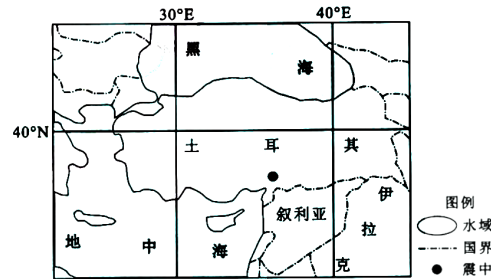 30°E 40°E
黑 海
40°N
土 耳 其
叙利亚 伊
拉
克
地 中 海
图例
水域
国界
震中